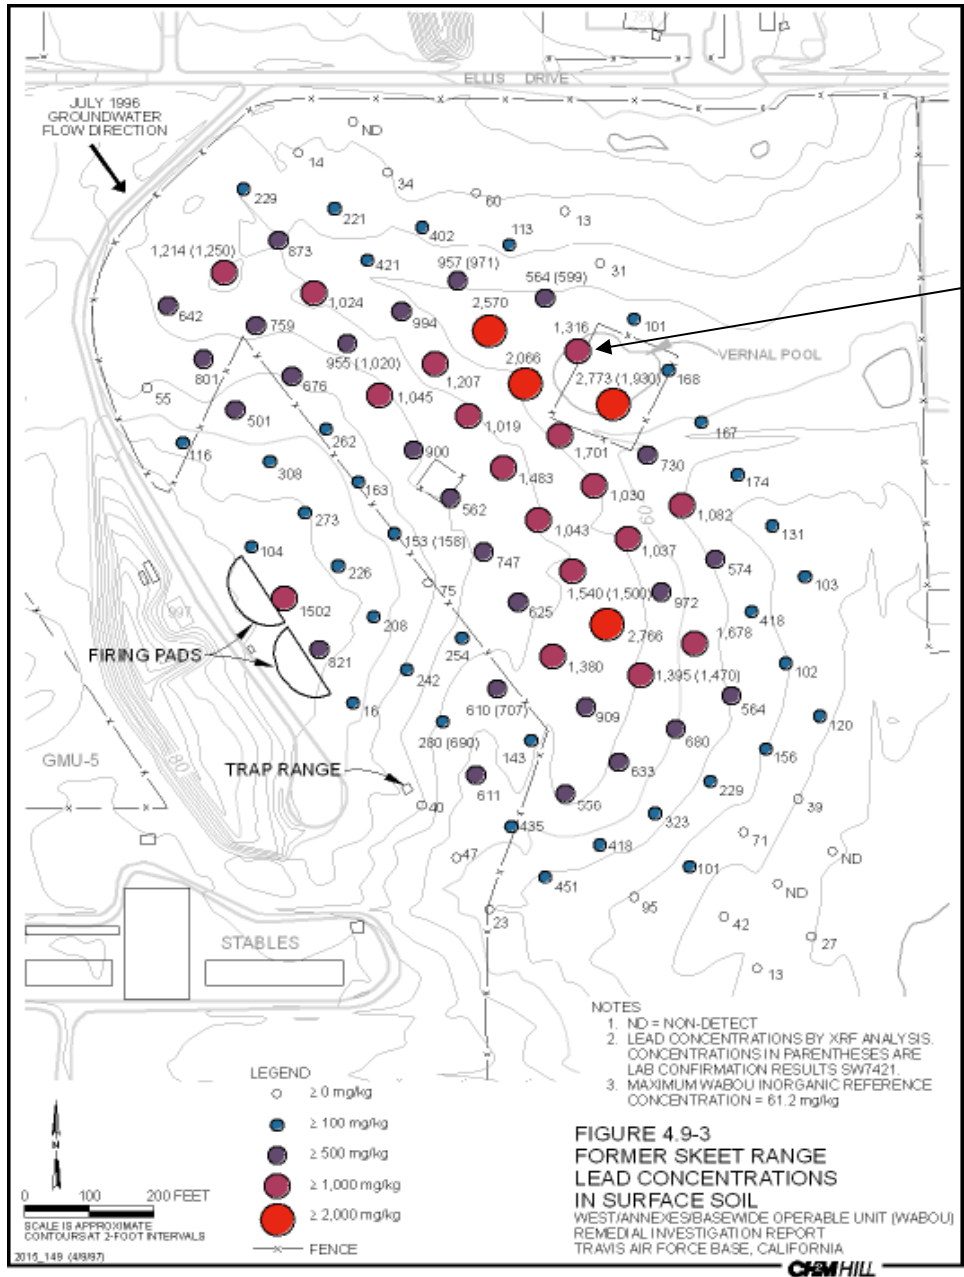 ELLIS DRIVE
JULY 1996
GROUNDWATER
FLOW DIRECTION
ND
14
34
60
13
229
221
402
113
31
873
421
957 (971)
564 (599)
1,214 (1,250)
1,024
994
2,570
1,316
101
642
759
955 (1,020)
1,207
2,066
VERNAL POOL
2,773 (1,930)
168
801
676
1,045
1,019
55
501
262
900
1,701
167
116
308
163
1,483
730
174
562
1,030
60
1,082
273
153 (158)
1,043
1,037
131
104
226
747
574
75
1,540 (1,500)
972
103
997
1502
208
625
2,766
1,678
418
FIRING PADS
821
254
1,380
1,395 (1,470)
102
242
16
610 (707)
909
564
120
280 (690)
143
680
156
GMU-5
80
TRAP RANGE
611
633
229
40
556
323
39
435
71
47
418
101
ND
451
ND
23
95
42
27
STABLES
13
NOTES
1. ND = NON-DETECT
2. LEAD CONCENTRATIONS BY XRF ANALYSIS.
CONCENTRATIONS IN PARENTHESES ARE
LAB CONFIRMATION RESULTS SW7421.
3. MAXIMUM WABOU INORGANIC REFERENCE
CONCENTRATION = 61.2 mg/kg
LEGEND
≥ 0 mg/kg
≥ 100 mg/kg
≥ 500 mg/kg
≥ 1,000 mg/kg
≥ 2,000 mg/kg
FENCE
N
0 100 200 FEET
SCALE IS APPROXIMATE
CONTOURS AT 2-FOOT INTERVALS
2015_149 (4/9/97)
FIGURE 4.9-3
FORMER SKEET RANGE
LEAD CONCENTRATIONS
IN SURFACE SOIL
WEST/ANNEXES/BASEWIDE OPERABLE UNIT (WABOU)
REMEDIAL INVESTIGATION REPORT
TRAVIS AIR FORCE BASE, CALIFORNIA
CH2M HILL